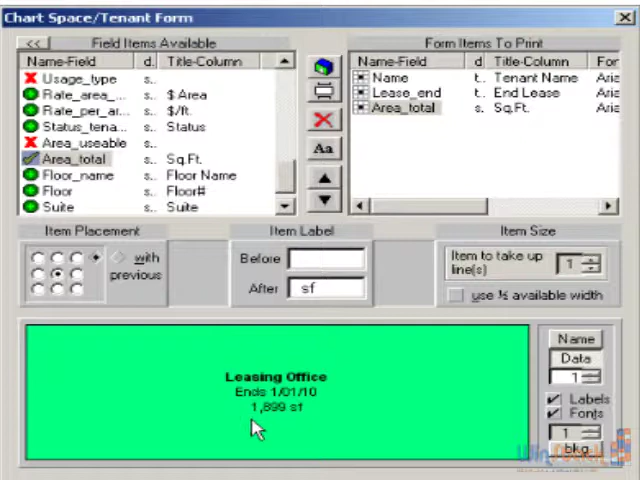 Chart Space/Tenant Form
<<
Field Items Available
Name-Field d. Title-Column
Usage_type s..
Rate_area_... s.. $ Area
Rate_per_ar... s.. $/ft.
Status_tena... s.. Status
Area_useable s..
Area_total s.. Sq.Ft.
Floor_name s.. Floor Name
Floor s.. Floor#
Suite s.. Suite
Aa
Form Items To Print
Name-Field d Title-Column For
Name t.. Tenant Name Aria
Lease_end t.. End Lease Aria
Area_total s. Sq.Ft. Aria
Item Placement
with
previous
Item Label
Before
After sf
Item Size
Item to take up
line(s) 1
use ½ available width
Leasing Office
Ends 1/01/10
1,899 sf
Name
Data
1
Labels
Fonts
1
bkg